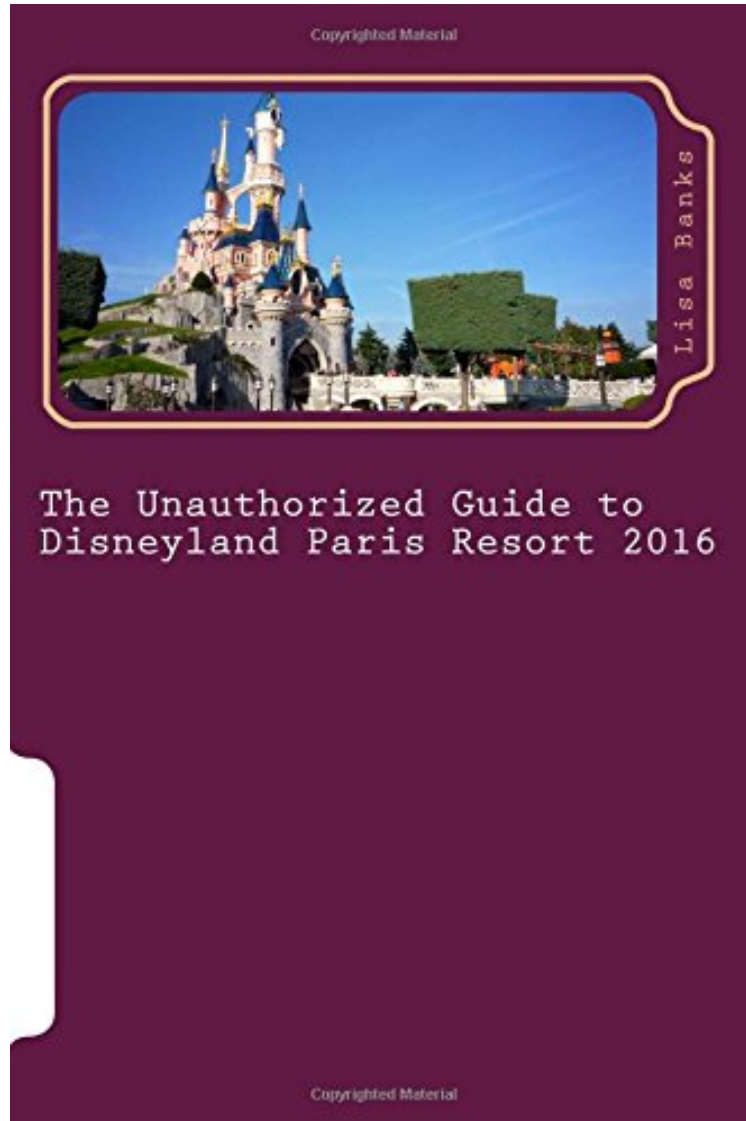 Copyrighted Material
Lisa Banks
The Unauthorized Guide to
Disneyland Paris Resort 2016
Copyrighted Material